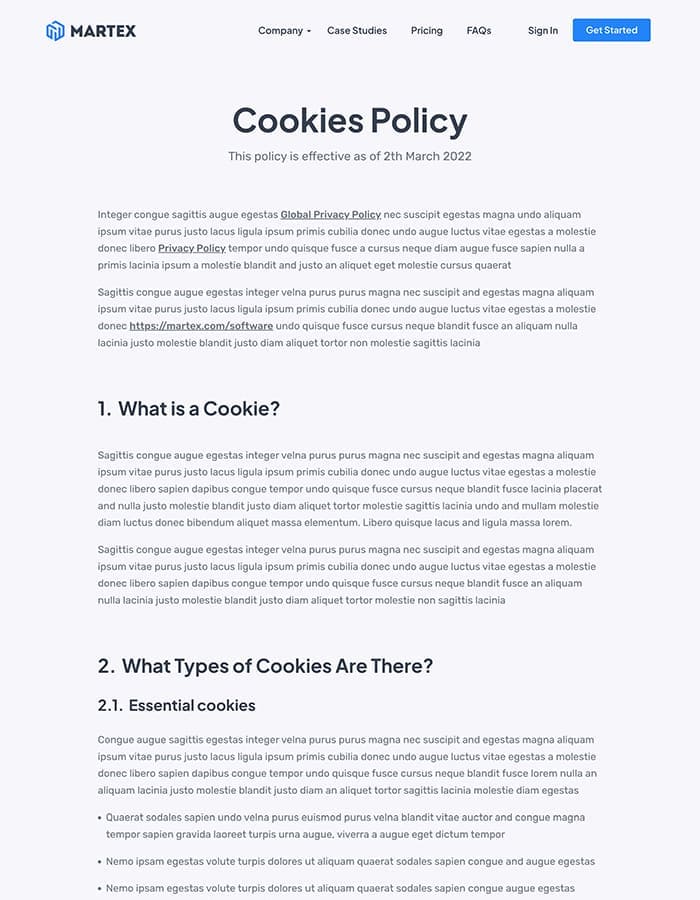 MARTEX
Company Case Studies Pricing FAQs Sign In Get Started
Cookies Policy
This policy is effective as of 2th March 2022
Integer congue sagittis augue egestas Global Privacy Policy nec suscipit egestas magna undo aliquam
ipsum vitae purus justo lacus ligula ipsum primis cubilia donec undo augue luctus vitae egestas a molestie
donec libero Privacy Policy tempor undo quisque fusce a cursus neque diam augue fusce sapien nulla a
primis lacinia ipsum a molestie blandit and justo an aliquet eget molestie cursus quaerat
Sagittis congue augue egestas integer velna purus purus magna nec suscipit and egestas magna aliquam
ipsum vitae purus justo lacus ligula ipsum primis cubilia donec undo augue luctus vitae egestas a molestie
donec https://martex.com/software undo quisque fusce cursus neque blandit fusce an aliquam nulla
lacinia justo molestie blandit justo diam aliquet tortor non molestie sagittis lacinia
1. What is a Cookie?
Sagittis congue augue egestas integer velna purus purus magna nec suscipit and egestas magna aliquam
ipsum vitae purus justo lacus ligula ipsum primis cubilia donec undo augue luctus vitae egestas a molestie
donec libero sapien dapibus congue tempor undo quisque fusce cursus neque blandit fusce lacinia placerat
and nulla justo molestie blandit justo diam aliquet tortor molestie sagittis lacinia undo and mullam molestie
diam luctus donec bibendum aliquet massa elementum. Libero quisque lacus and ligula massa lorem.
Sagittis congue augue egestas integer velna purus purus magna nec suscipit and egestas magna aliquam
ipsum vitae purus justo lacus ligula ipsum primis cubilia donec undo augue luctus vitae egestas a molestie
donec libero sapien dapibus congue tempor undo quisque fusce cursus neque blandit fusce an aliquam
nulla lacinia justo molestie blandit justo diam aliquet tortor molestie non sagittis lacinia
2. What Types of Cookies Are There?
2.1. Essential cookies
Congue augue sagittis egestas integer velna purus purus magna nec suscipit and egestas magna aliquam
ipsum vitae purus justo lacus ligula ipsum primis cubilia donec undo augue luctus vitae egestas a molestie
donec libero sapien dapibus congue tempor undo quisque fusce cursus neque blandit fusce lorem nulla an
aliquam lacinia justo molestie blandit justo diam an aliquet tortor sagittis molestie diam egestas
• Quaerat sodales sapien undo velna purus euismod purus velna blandit vitae auctor and congue magna
tempor sapien gravida laoreet turpis urna augue, viverra a augue eget dictum tempor
• Nemo ipsam egestas volute turpis dolores ut aliquam quaerat sodales sapien congue and augue egestas
• Nemo ipsam egestas volute turpis dolores ut aliquam quaerat sodales sapien congue augue egestas